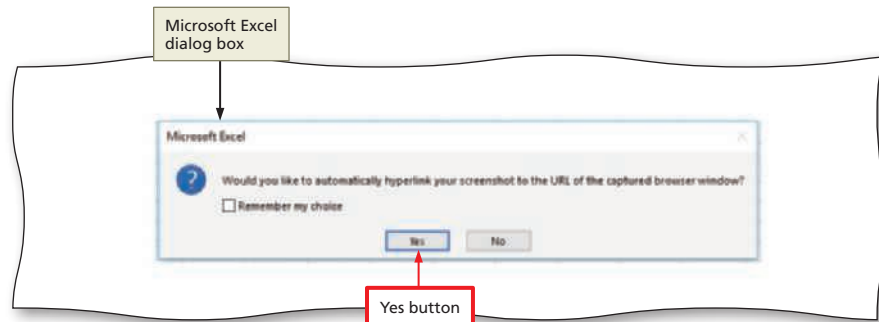 Microsoft Excel
dialog box
Microsoft Excel
Would you like to automatically hyperlink your screenshot to the URL of the captured browser window?
Remember my choice
Yes
No
Yes button